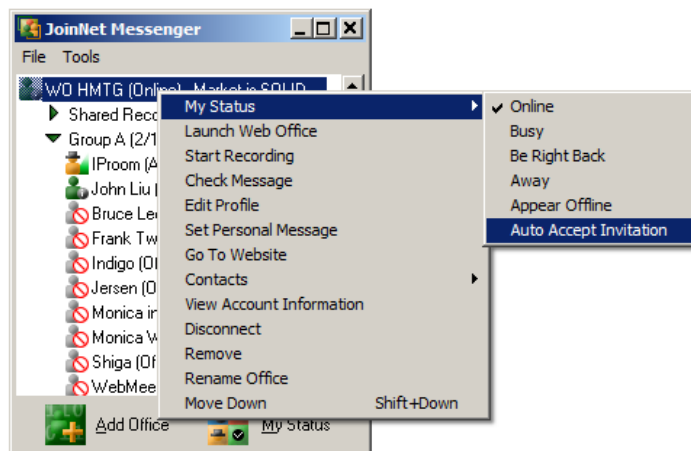 JoinNet Messenger
File Tools
WO HMTG (Online) - Market is SOLID
Shared Reco
Group A (2/1
IProom (A
John Liu (
Bruce Le
Frank Tw
Indigo (Of
Jersen (O
Monica in
Monica W
Shiga (Of
WebMee
My Status
Launch Web Office
Start Recording
Check Message
Edit Profile
Set Personal Message
Go To Website
Contacts
View Account Information
Disconnect
Remove
Rename Office
Move Down Shift+Down
Online
Busy
Be Right Back
Away
Appear Offline
Auto Accept Invitation
Add Office
My Status